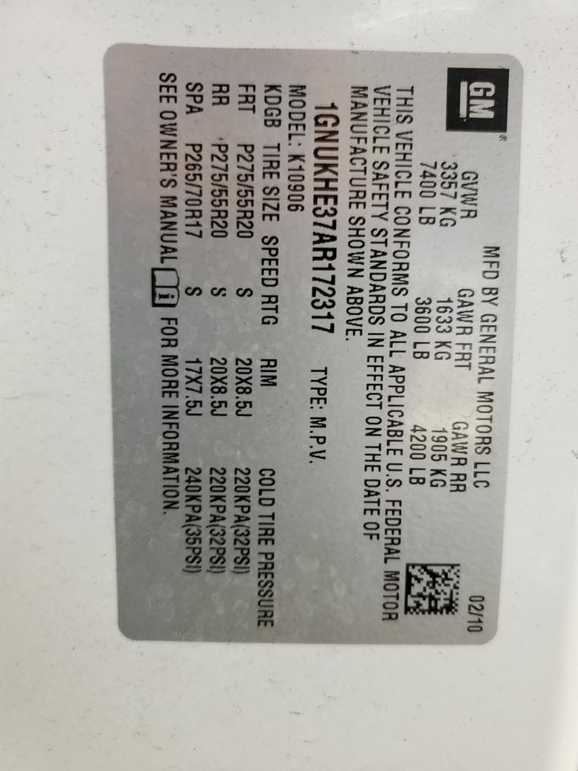 GM
MFD BY GENERAL MOTORS LLC 02/10
GVWR GAWR FRT GAWR RR
3357 KG 1633 KG 1905 KG
7400 LB 3600 LB 4200 LB
THIS VEHICLE CONFORMS TO ALL APPLICABLE U.S. FEDERAL MOTOR
VEHICLE SAFETY STANDARDS IN EFFECT ON THE DATE OF
MANUFACTURE SHOWN ABOVE.
1GNUKHE37AR172317 TYPE: M.P.V.
MODEL: K10906
KDGB TIRE SIZE SPEED RTG RIM COLD TIRE PRESSURE
FRT P275/55R20 S 20X8.5J 220KPA(32PSI)
RR P275/55R20 S 20X8.5J 220KPA(32PSI)
SPA P265/70R17 S 17X7.5J 240KPA(35PSI)
SEE OWNER'S MANUAL FOR MORE INFORMATION.